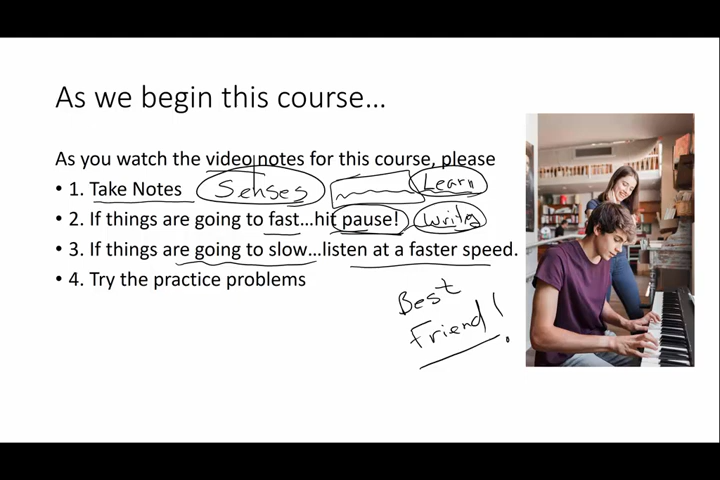 As we begin this course...
As you watch the video notes for this course, please
• 1. Take Notes Senses Learn
• 2. If things are going to fast...hit pause! Write
• 3. If things are going to slow...listen at a faster speed.
• 4. Try the practice problems
Best
Friend!